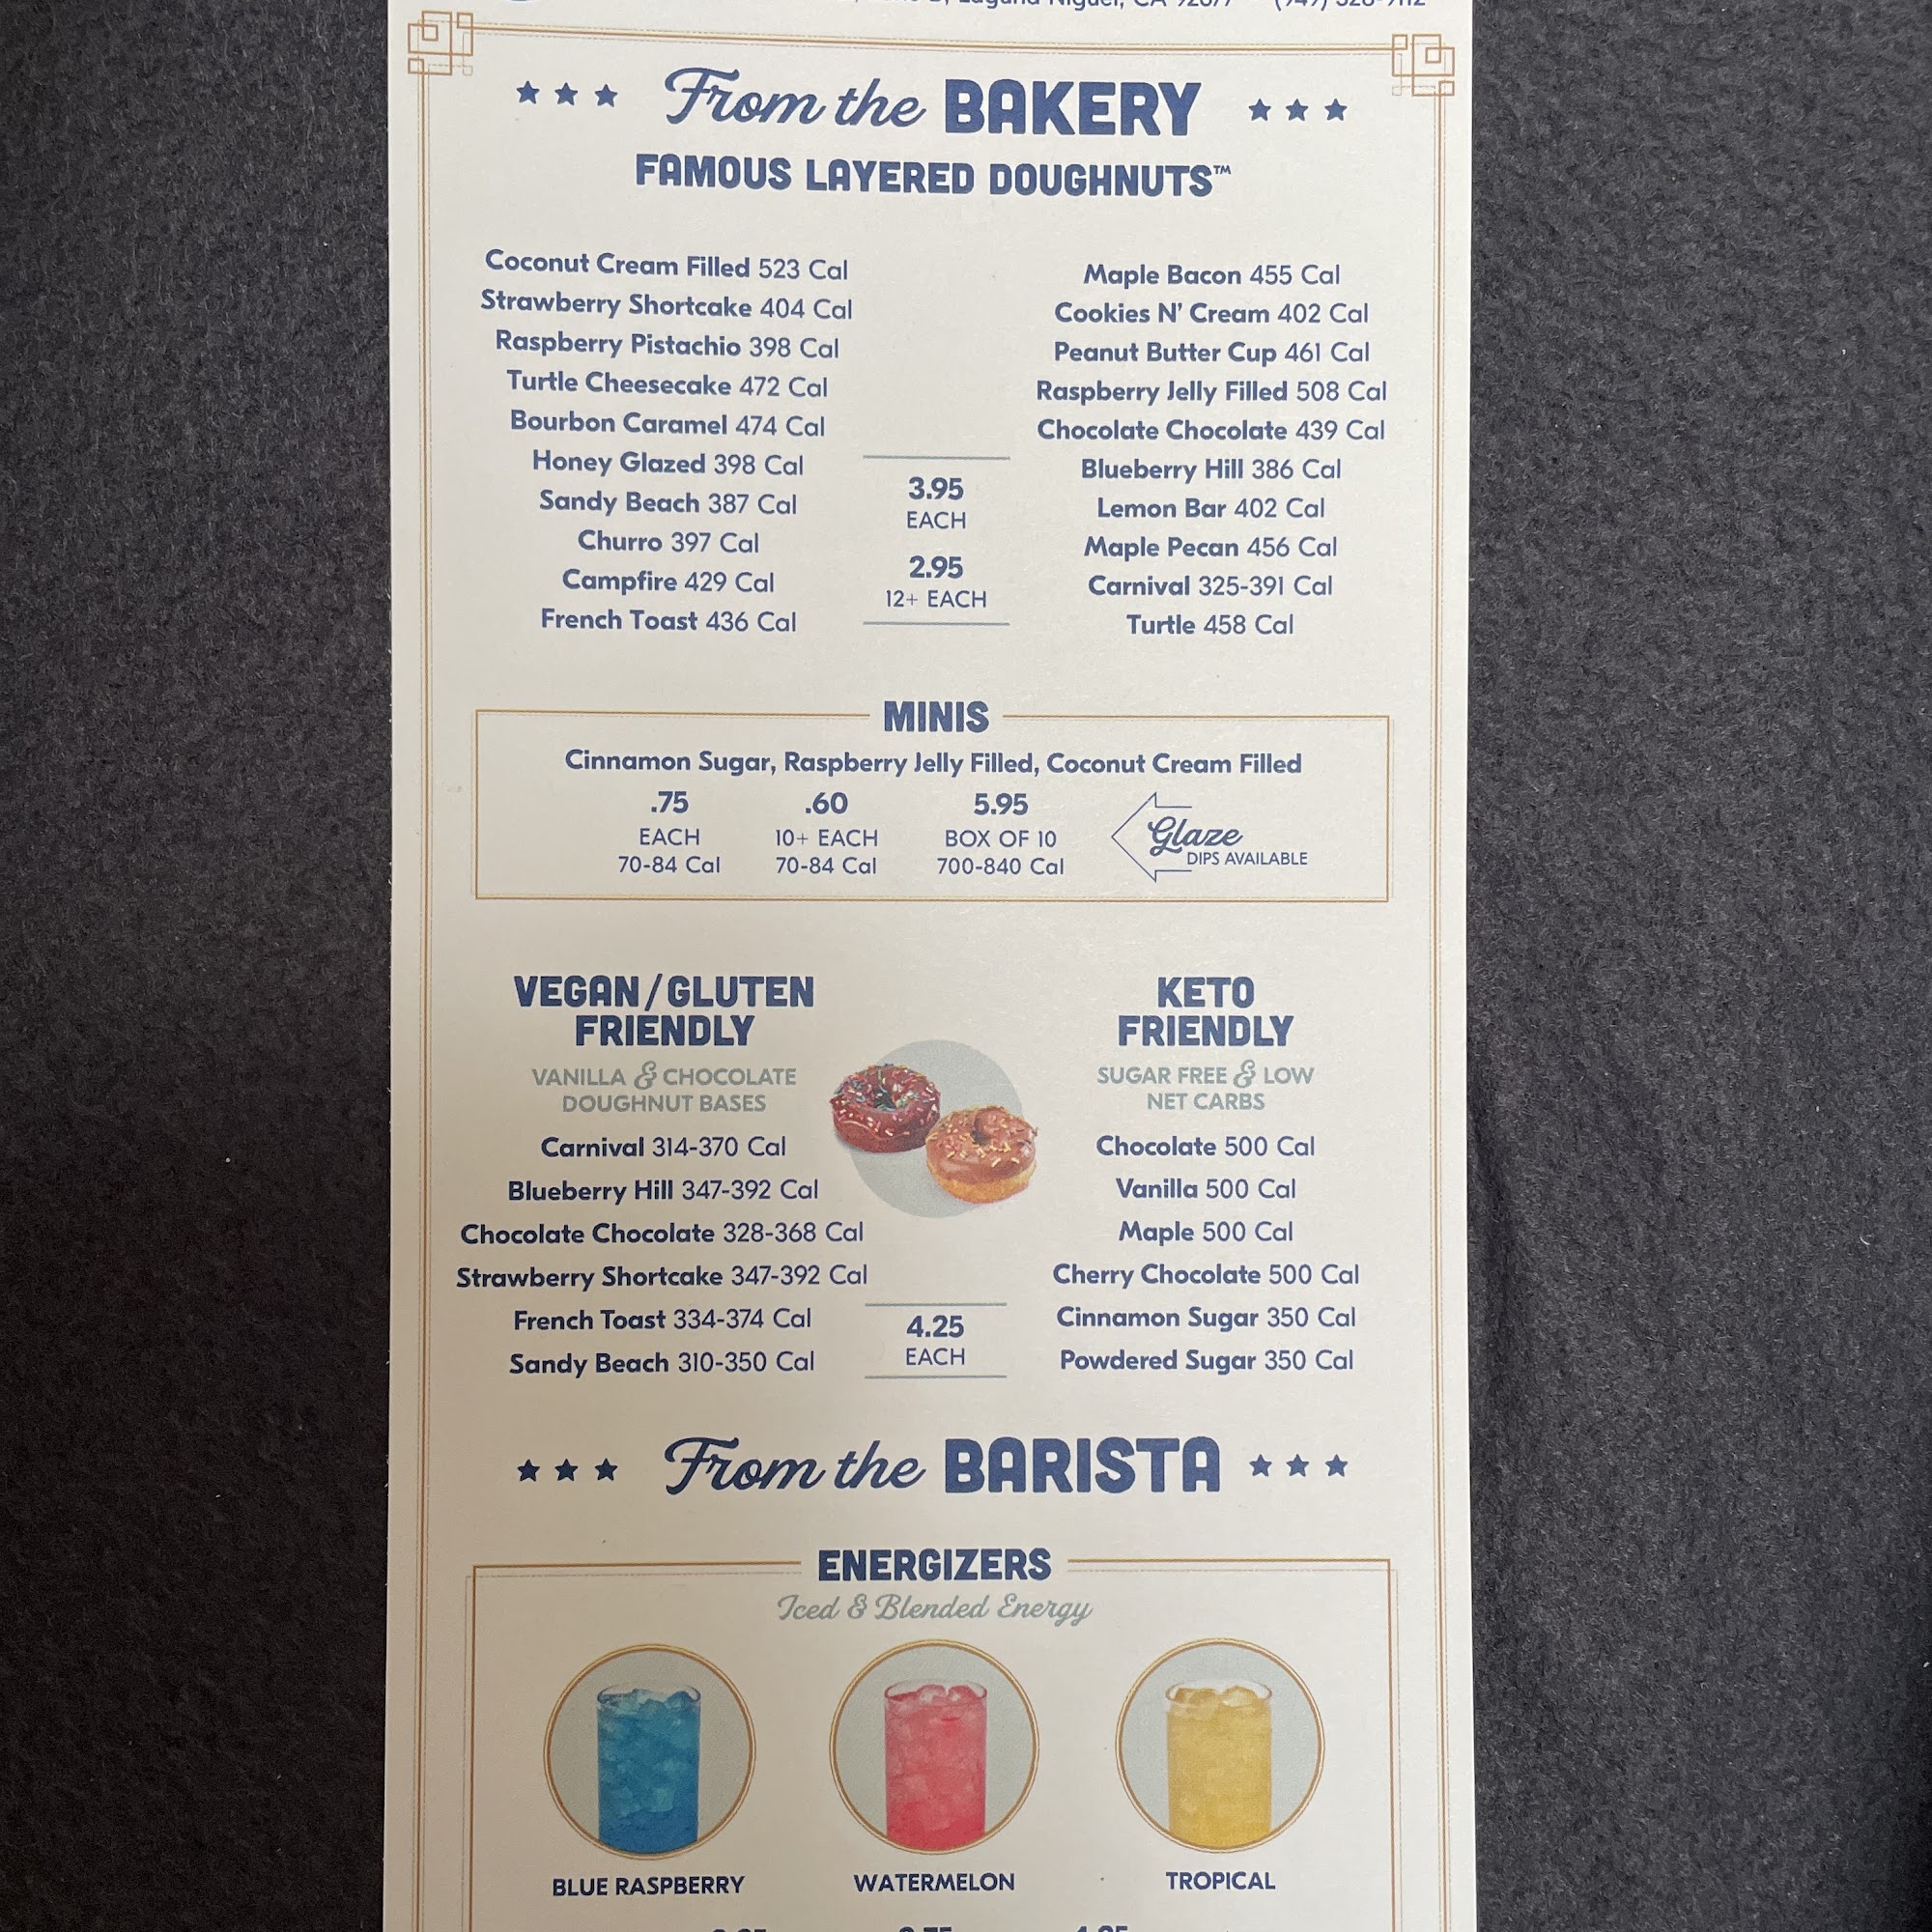 Laguna Niguel, CA 92677
From the BAKERY
FAMOUS LAYERED DOUGHNUTS™
Coconut Cream Filled 523 Cal
Strawberry Shortcake 404 Cal
Raspberry Pistachio 398 Cal
Turtle Cheesecake 472 Cal
Bourbon Caramel 474 Cal
Honey Glazed 398 Cal
Sandy Beach 387 Cal
Churro 397 Cal
Campfire 429 Cal
French Toast 436 Cal
3.95
EACH
2.95
12+ EACH
Maple Bacon 455 Cal
Cookies N' Cream 402 Cal
Peanut Butter Cup 461 Cal
Raspberry Jelly Filled 508 Cal
Chocolate Chocolate 439 Cal
Blueberry Hill 386 Cal
Lemon Bar 402 Cal
Maple Pecan 456 Cal
Carnival 325-391 Cal
Turtle 458 Cal
MINIS
Cinnamon Sugar, Raspberry Jelly Filled, Coconut Cream Filled
.75
EACH
70-84 Cal
.60
10+ EACH
70-84 Cal
5.95
BOX OF 10
700-840 Cal
Glaze
DIPS AVAILABLE
VEGAN/GLUTEN
FRIENDLY
VANILLA & CHOCOLATE
DOUGHNUT BASES
Carnival 314-370 Cal
Blueberry Hill 347-392 Cal
Chocolate Chocolate 328-368 Cal
Strawberry Shortcake 347-392 Cal
French Toast 334-374 Cal
Sandy Beach 310-350 Cal
4.25
EACH
KETO
FRIENDLY
SUGAR FREE & LOW
NET CARBS
Chocolate 500 Cal
Vanilla 500 Cal
Maple 500 Cal
Cherry Chocolate 500 Cal
Cinnamon Sugar 350 Cal
Powdered Sugar 350 Cal
From the BARISTA
ENERGIZERS
Iced & Blended Energy
BLUE RASPBERRY
WATERMELON
TROPICAL